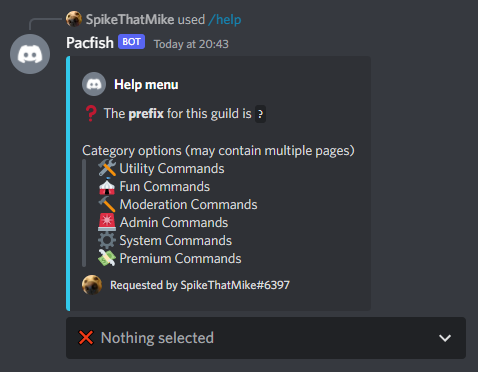 SpikeThatMike used /help
Pacfish BOT Today at 20:43
Help menu
❓ The prefix for this guild is ?
Category options (may contain multiple pages)
🛠 Utility Commands
🎪 Fun Commands
🔨 Moderation Commands
🚨 Admin Commands
⚙ System Commands
💸 Premium Commands
Requested by SpikeThatMike#6397
❌ Nothing selected